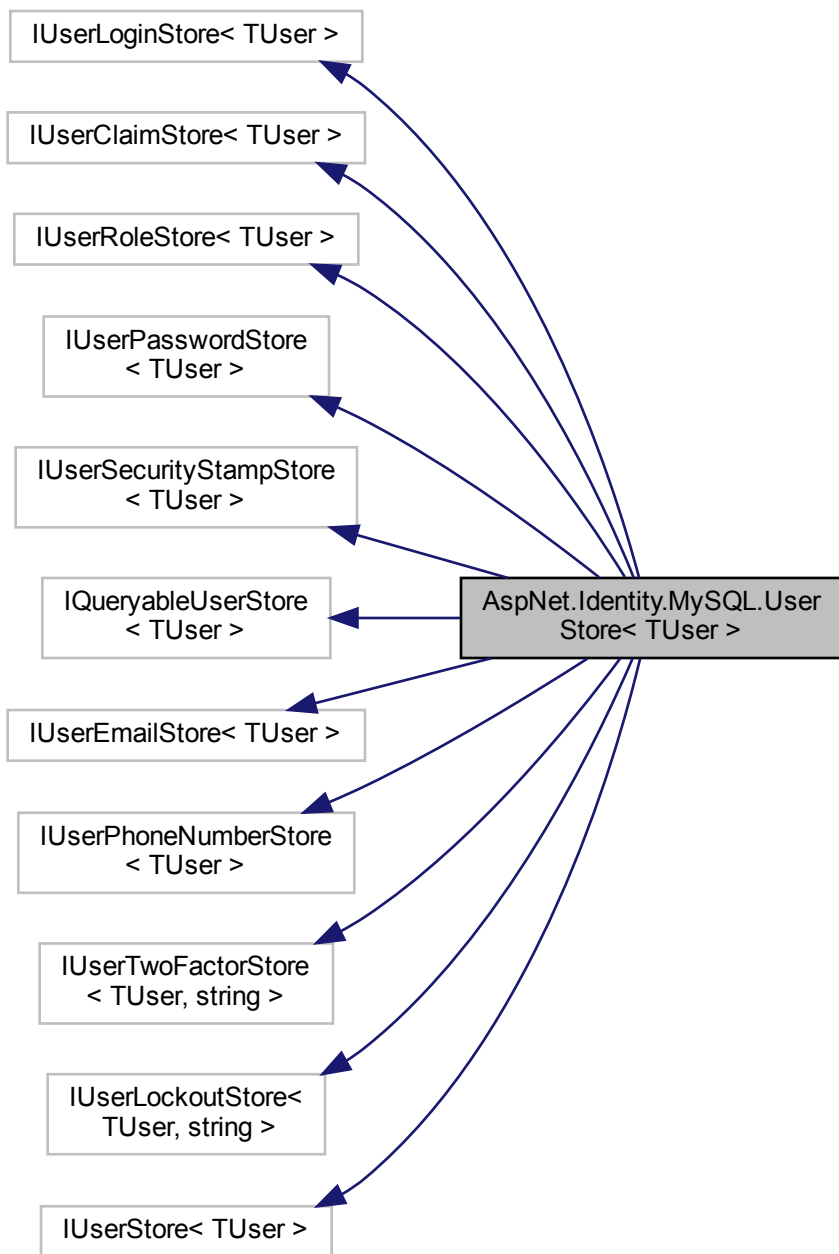 IUserLoginStore< TUser >
IUserClaimStore< TUser >
IUserRoleStore< TUser >
IUserPasswordStore
< TUser >
IUserSecurityStampStore
< TUser >
IQueryableUserStore
< TUser >
AspNet.Identity.MySQL.User
Store< TUser >
IUserEmailStore< TUser >
IUserPhoneNumberStore
< TUser >
IUserTwoFactorStore
< TUser, string >
IUserLockoutStore<
TUser, string >
IUserStore< TUser >